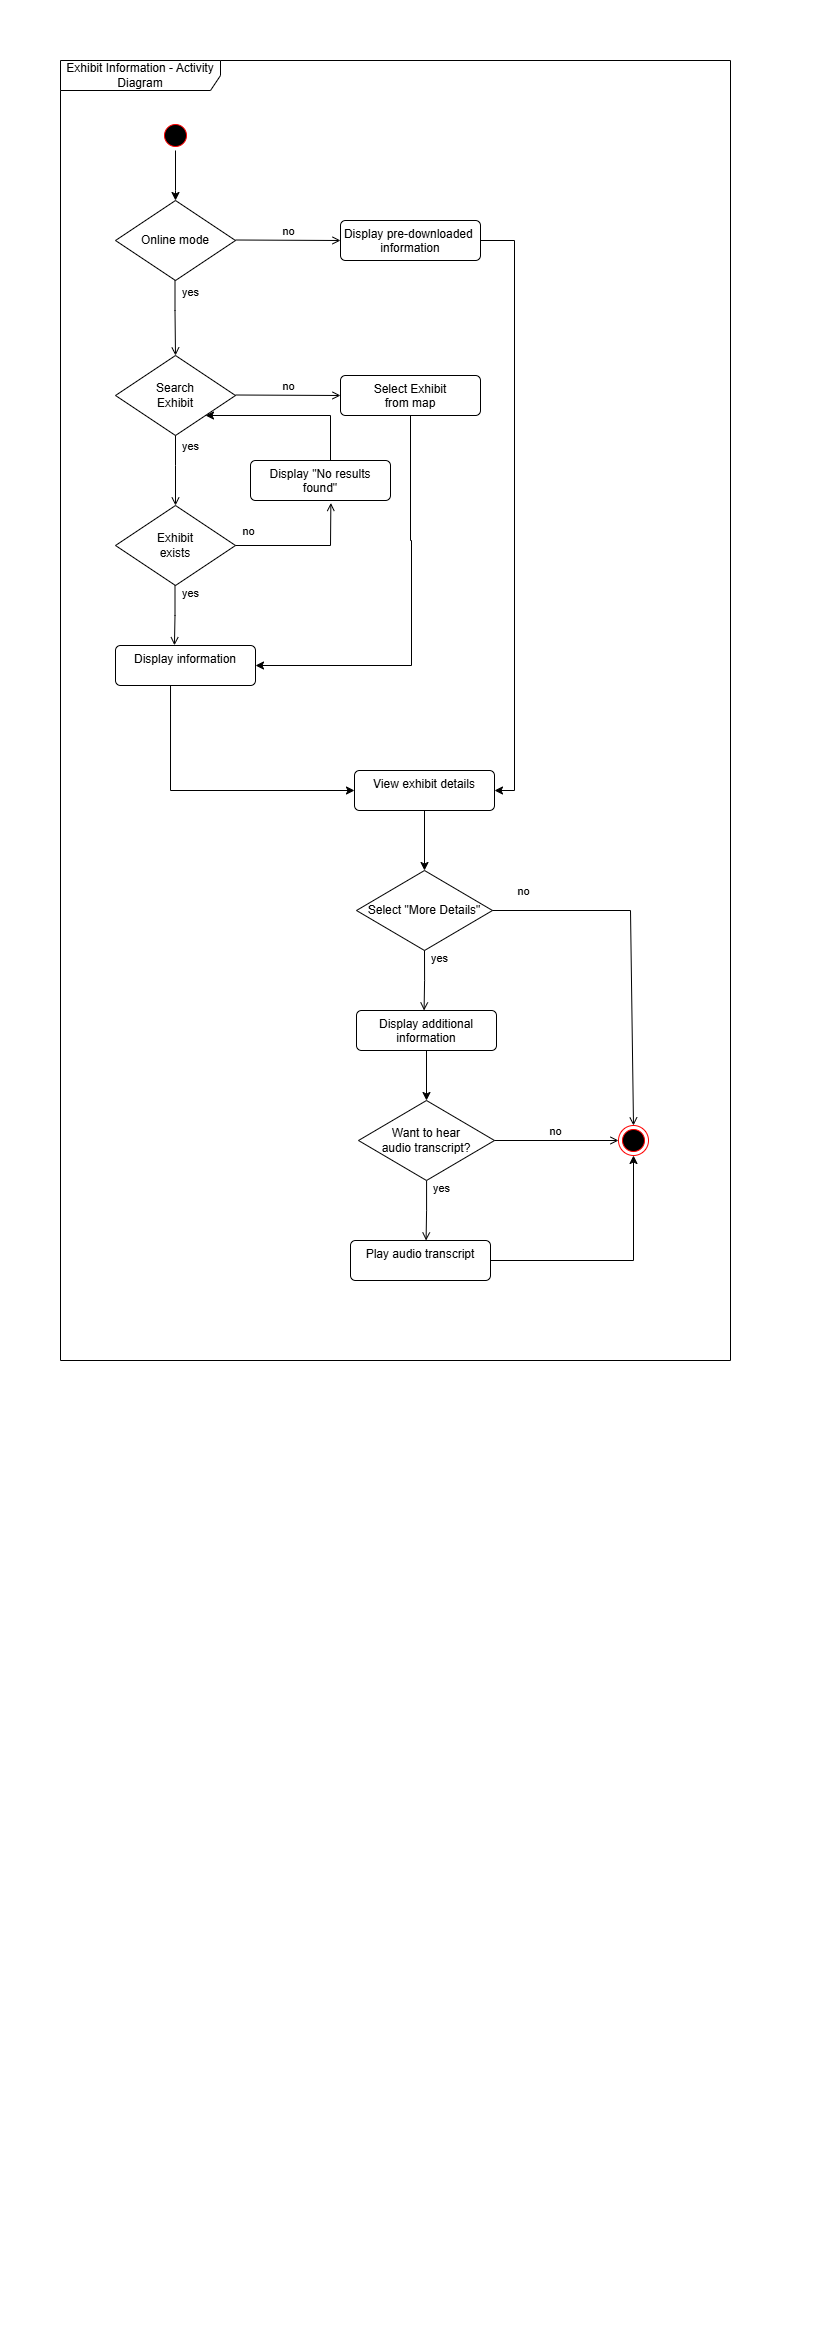 Exhibit Information - Activity
Diagram
Online mode
no
Display pre-downloaded
information
yes
Search
Exhibit
no
Select Exhibit
from map
yes
Display "No results
found"
Exhibit
exists
no
yes
Display information
View exhibit details
Select "More Details"
no
yes
Display additional
information
Want to hear
audio transcript?
no
yes
Play audio transcript